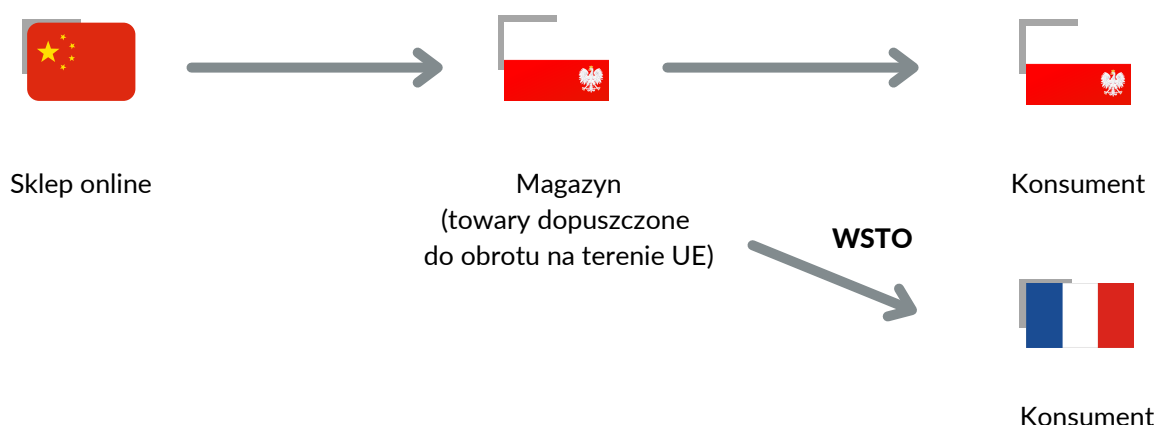 Sklep online
Magazyn
(towary dopuszczone
do obrotu na terenie UE)
Konsument
WSTO
Konsument